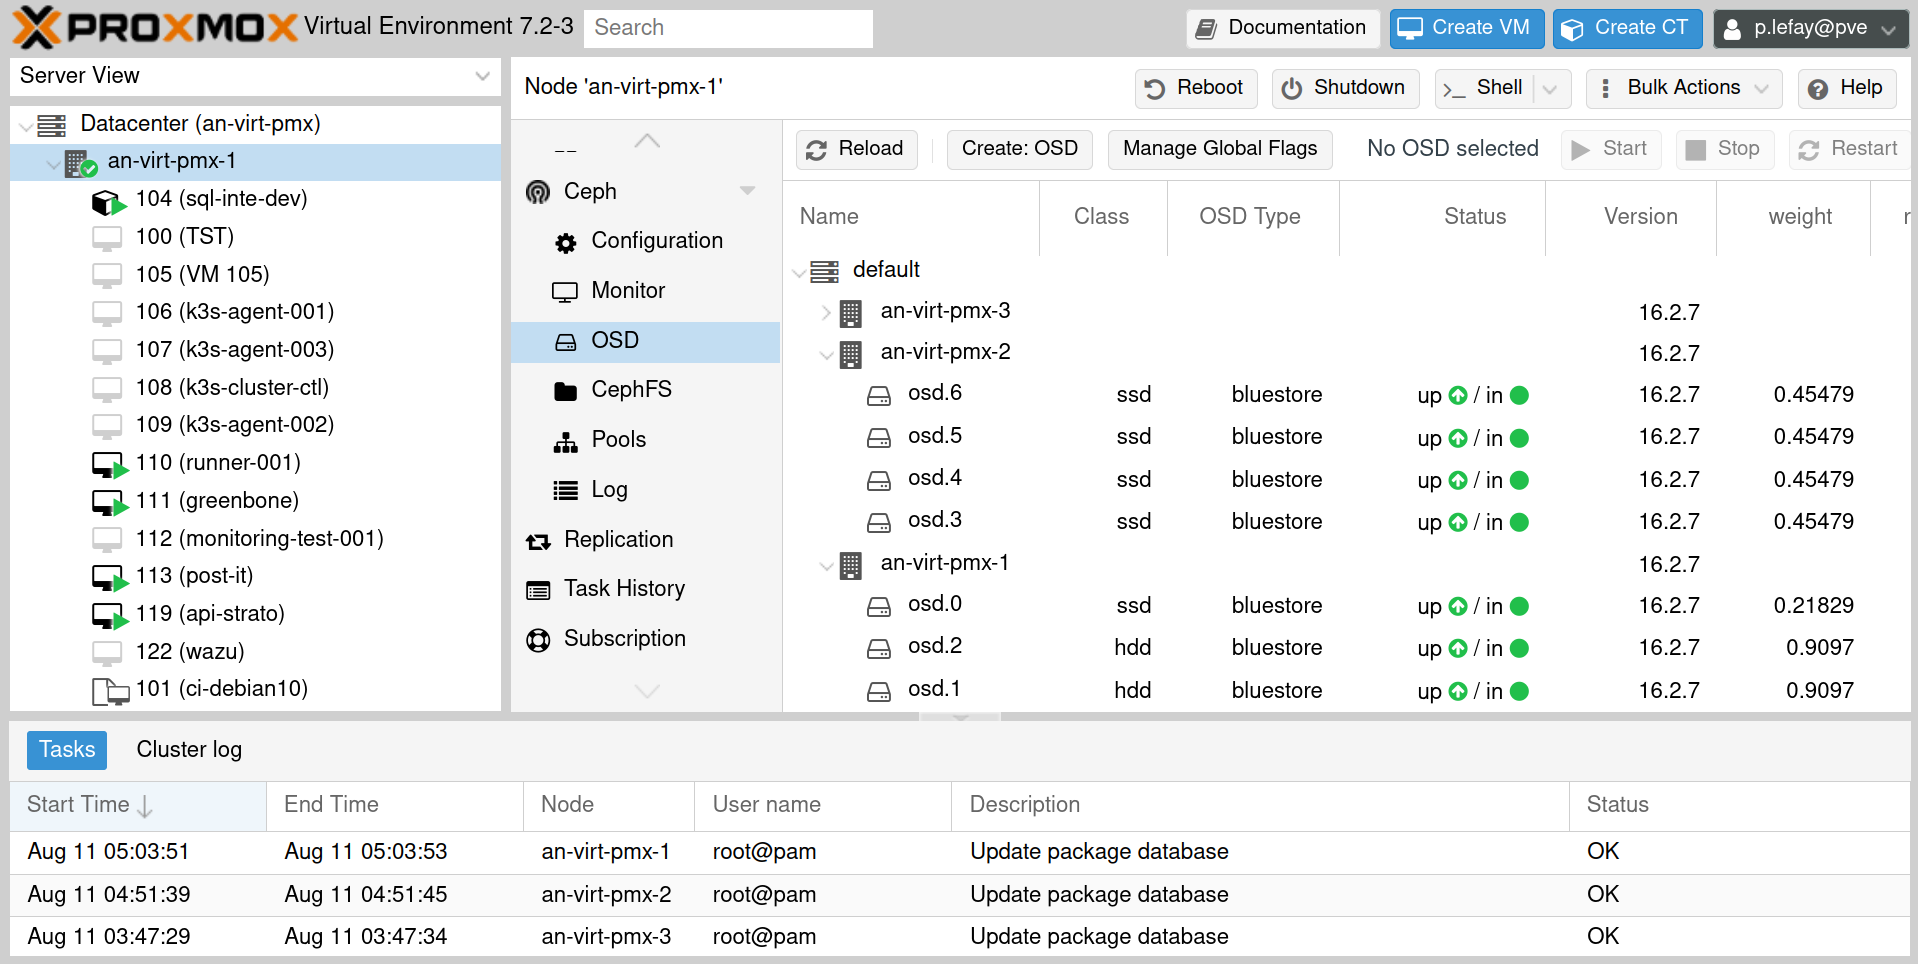 PROXMOX Virtual Environment 7.2-3 Search Documentation Create VM Create CT p.lefay@pve
Server View
Datacenter (an-virt-pmx)
an-virt-pmx-1
104 (sql-inte-dev)
100 (TST)
105 (VM 105)
106 (k3s-agent-001)
107 (k3s-agent-003)
108 (k3s-cluster-ctl)
109 (k3s-agent-002)
110 (runner-001)
111 (greenbone)
112 (monitoring-test-001)
113 (post-it)
119 (api-strato)
122 (wazu)
101 (ci-debian10)
Node 'an-virt-pmx-1' Reboot Shutdown >_ Shell Bulk Actions Help
Ceph
Configuration
Monitor
OSD
CephFS
Pools
Log
Replication
Task History
Subscription
Reload Create: OSD Manage Global Flags No OSD selected Start Stop Restart
Name Class OSD Type Status Version weight
default
an-virt-pmx-3 16.2.7
an-virt-pmx-2 16.2.7
osd.6 ssd bluestore up / in 16.2.7 0.45479
osd.5 ssd bluestore up / in 16.2.7 0.45479
osd.4 ssd bluestore up / in 16.2.7 0.45479
osd.3 ssd bluestore up / in 16.2.7 0.45479
an-virt-pmx-1 16.2.7
osd.0 ssd bluestore up / in 16.2.7 0.21829
osd.2 hdd bluestore up / in 16.2.7 0.9097
osd.1 hdd bluestore up / in 16.2.7 0.9097
Tasks Cluster log
Start Time End Time Node User name Description Status
Aug 11 05:03:51 Aug 11 05:03:53 an-virt-pmx-1 root@pam Update package database OK
Aug 11 04:51:39 Aug 11 04:51:45 an-virt-pmx-2 root@pam Update package database OK
Aug 11 03:47:29 Aug 11 03:47:34 an-virt-pmx-3 root@pam Update package database OK